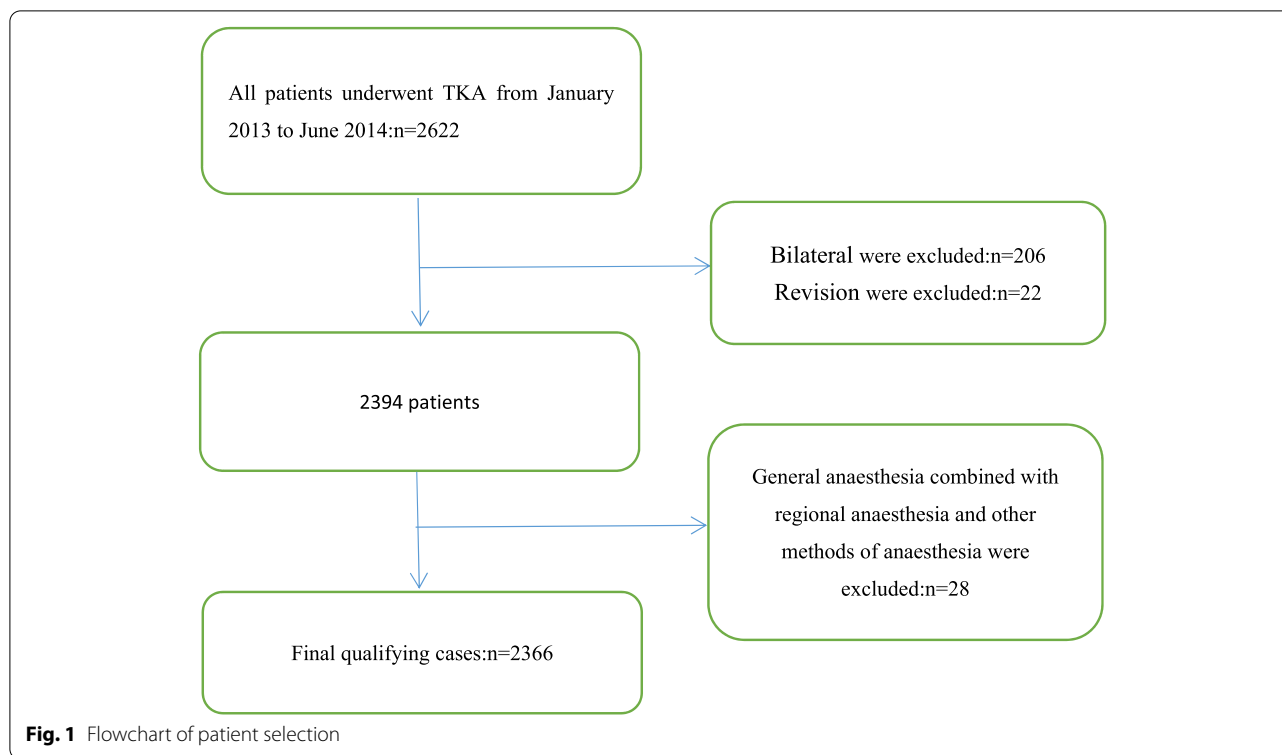 All patients underwent TKA from January
2013 to June 2014:n=2622
Bilateral were excluded:n=206
Revision were excluded:n=22
2394 patients
General anaesthesia combined with
regional anaesthesia and other
methods of anaesthesia were
excluded:n=28
Final qualifying cases:n=2366
Fig. 1 Flowchart of patient selection